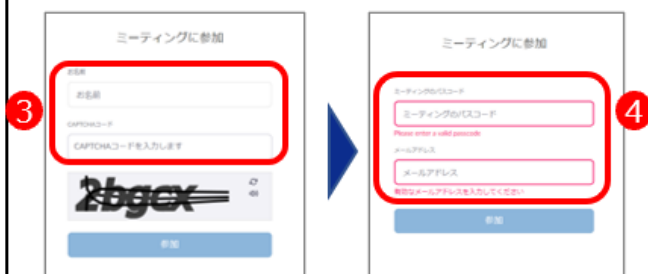 ミーティングに参加
③
お名前
お名前
CAPTCHAコード
CAPTCHAコードを入力します
2bgcx
参加
ミーティングに参加
④
ミーティングのパスコード
ミーティングのパスコード
Please enter a valid passcode
メールアドレス
メールアドレス
有効なメールアドレスを入力してください
参加